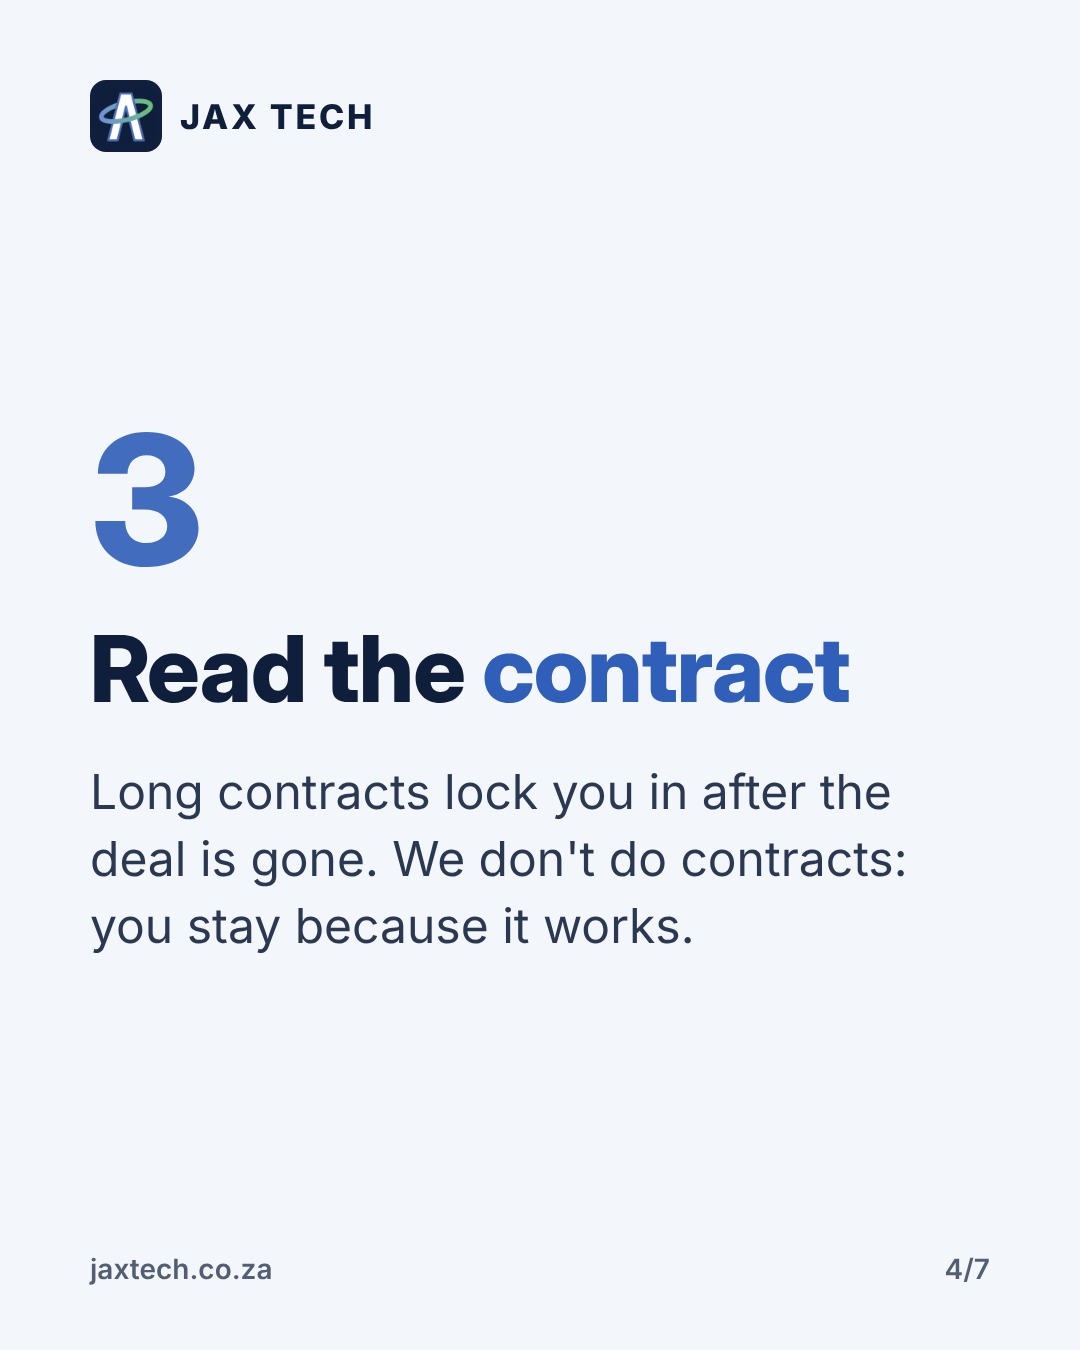 JAX TECH
3
Read the contract
Long contracts lock you in after the
deal is gone. We don't do contracts:
you stay because it works.
jaxtech.co.za
4/7